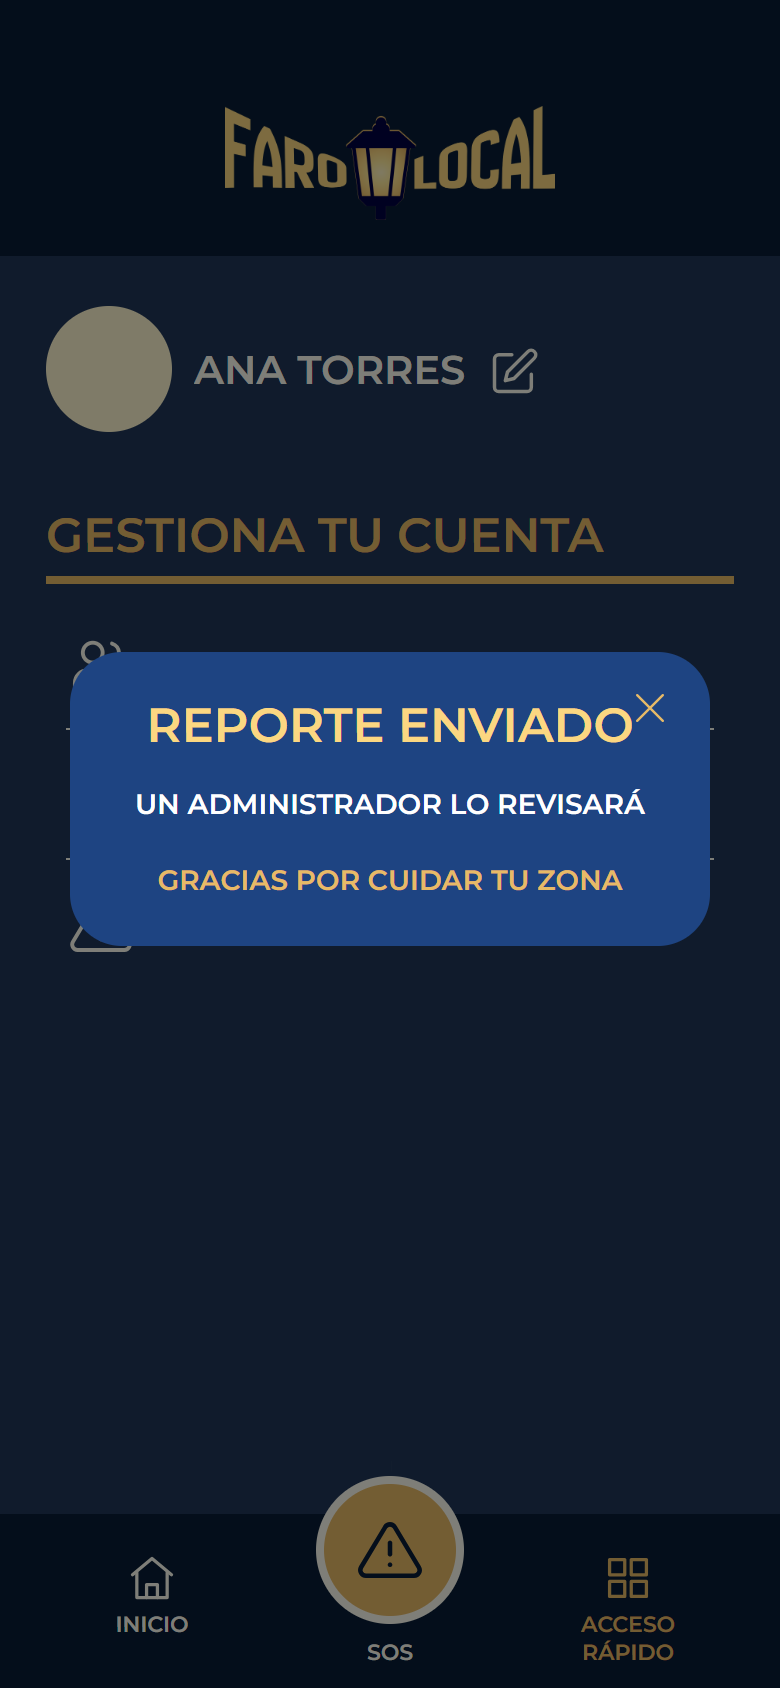 FARO LOCAL
ANA TORRES
GESTIONA TU CUENTA
REPORTE ENVIADO
UN ADMINISTRADOR LO REVISARÁ
GRACIAS POR CUIDAR TU ZONA
INICIO
SOS
ACCESO
RÁPIDO